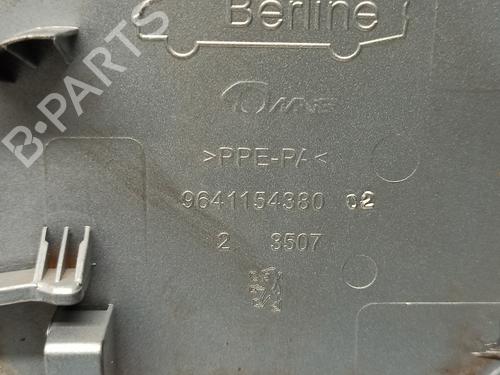 Berline
B-PARTS
>PPE-PA<
9641154380 02
2 3507